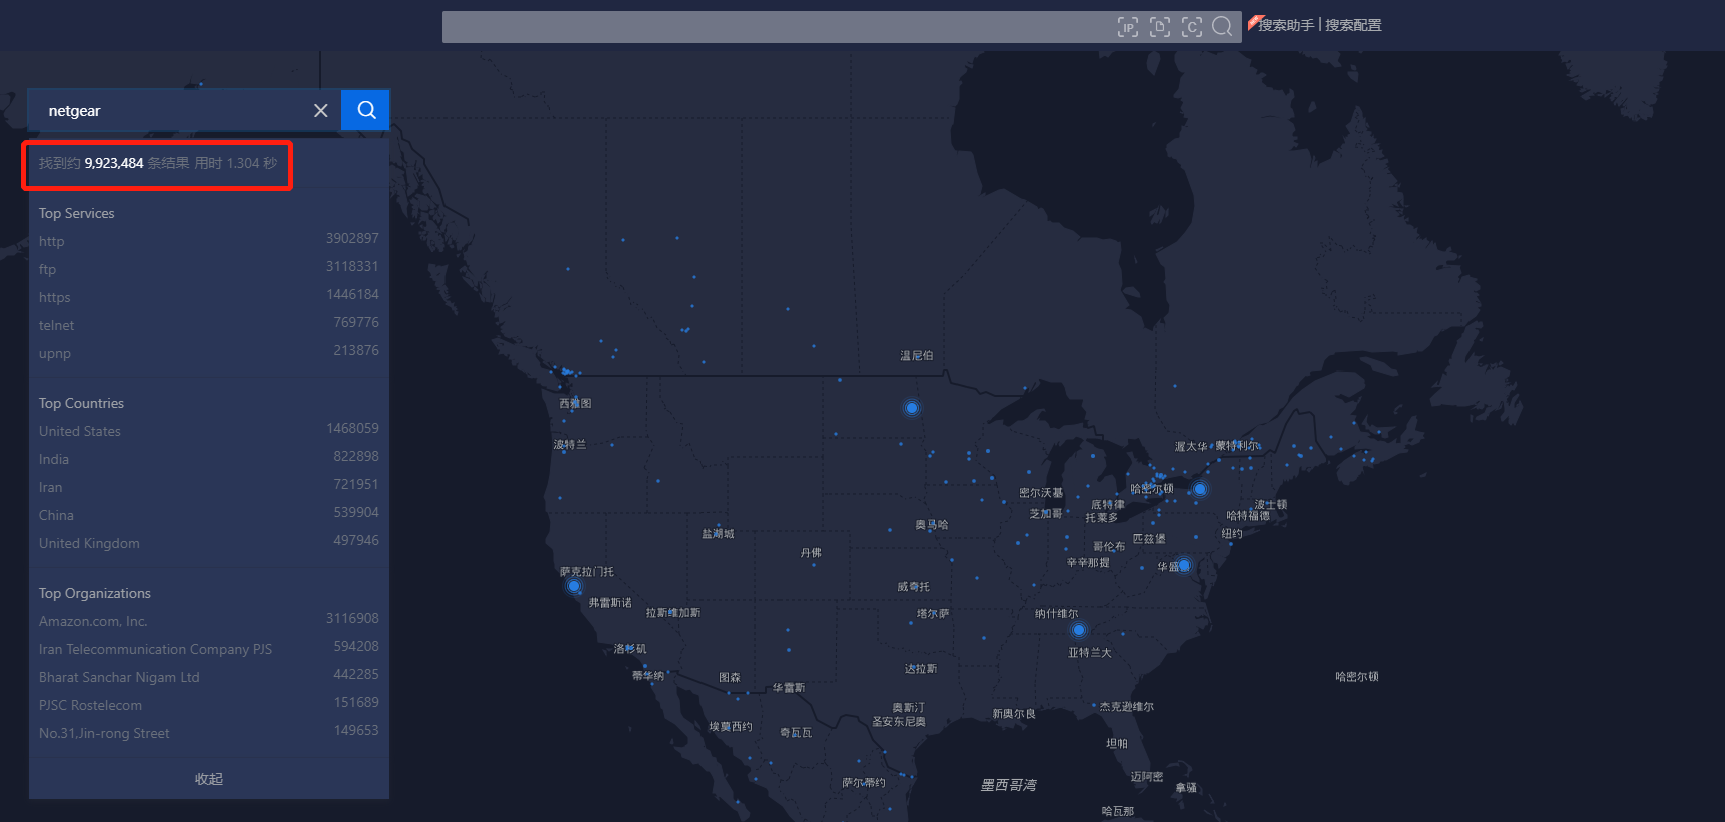 搜索助手 | 搜索配置
netgear
找到约 9,923,484 条结果 用时 1.304 秒
Top Services
http 3902897
ftp 3118331
https 1446184
telnet 769776
upnp 213876
Top Countries
United States 1468059
India 822898
Iran 721951
China 539904
United Kingdom 497946
Top Organizations
Amazon.com, Inc. 3116908
Iran Telecommunication Company PJS 594208
Bharat Sanchar Nigam Ltd 442285
PJSC Rostelecom 151689
No.31,Jin-rong Street 149653
收起
温尼伯
西雅图
波特兰
渥太华
蒙特利尔
密尔沃基
哈密尔顿
底特律
波士顿
芝加哥
托莱多
哈特福德
奥马哈
盐湖城
纽约
匹兹堡
哥伦布
丹佛
辛辛那提
华盛顿
萨克拉门托
威奇托
弗雷斯诺
拉斯维加斯
塔尔萨
纳什维尔
洛杉矶
亚特兰大
达拉斯
蒂华纳
图森
哈密尔顿
华雷斯
奥斯汀
杰克逊维尔
新奥尔良
圣安东尼奥
埃莫西约
奇瓦瓦
坦帕
迈阿密
萨尔蒂约
墨西哥湾
拿骚
哈瓦那
IP
C